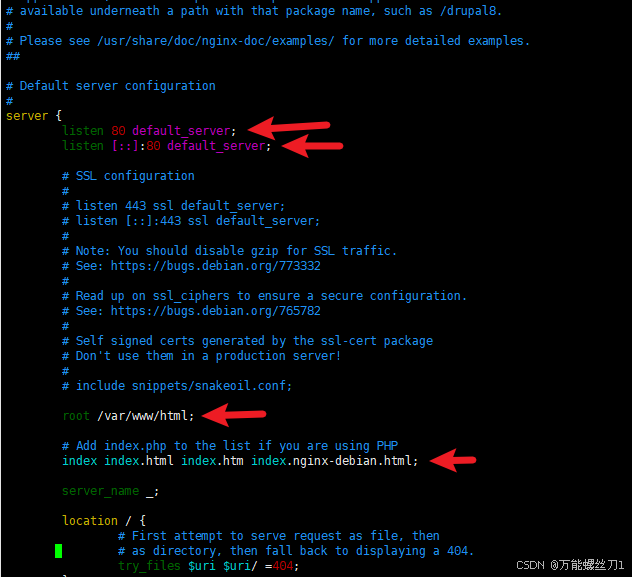 # available underneath a path with that package name, such as /drupal8.
#
# Please see /usr/share/doc/nginx-doc/examples/ for more detailed examples.
##
# Default server configuration
#
server {
listen 80 default_server;
listen [::]:80 default_server;
# SSL configuration
#
# listen 443 ssl default_server;
# listen [::]:443 ssl default_server;
#
# Note: You should disable gzip for SSL traffic.
# See: https://bugs.debian.org/773332
#
# Read up on ssl_ciphers to ensure a secure configuration.
# See: https://bugs.debian.org/765782
#
# Self signed certs generated by the ssl-cert package
# Don't use them in a production server!
#
# include snippets/snakeoil.conf;
root /var/www/html;
# Add index.php to the list if you are using PHP
index index.html index.htm index.nginx-debian.html;
server_name _;
location / {
# First attempt to serve request as file, then
# as directory, then fall back to displaying a 404.
try_files $uri $uri/ =404;
CSDN @万能螺丝刀1